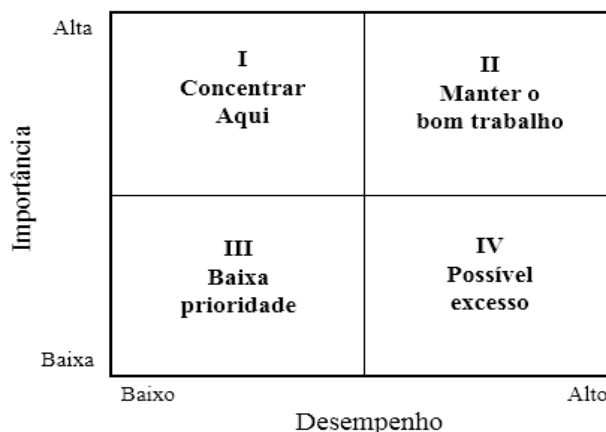 Alta
I
Concentrar
Aqui
II
Manter o
bom trabalho
Importância
III
Baixa
prioridade
IV
Possível
excesso
Baixa
Baixo
Alto
Desempenho